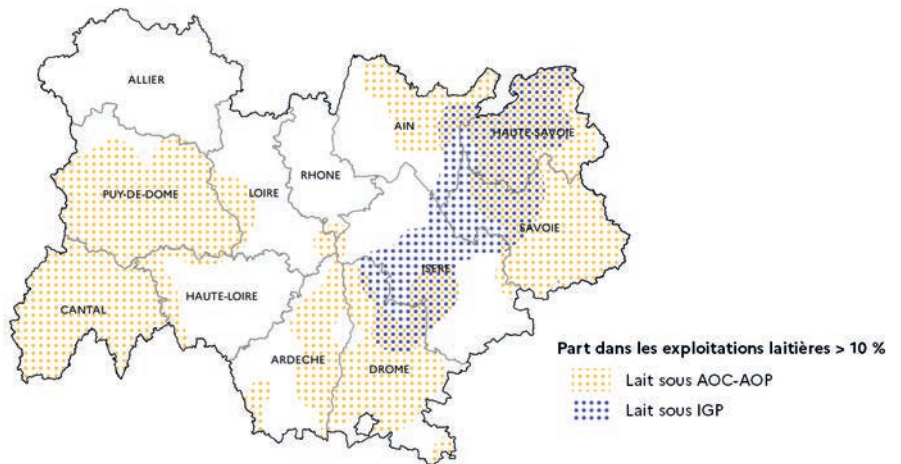 ALLIER
AIN
HAUTE-SAVOIE
RHONE
PUY-DE-DOME
LOIRE
SAVOIE
ISERE
HAUTE-LOIRE
CANTAL
ARDECHE
DROME
Part dans les exploitations laitières > 10 %
Lait sous AOC-AOP
Lait sous IGP